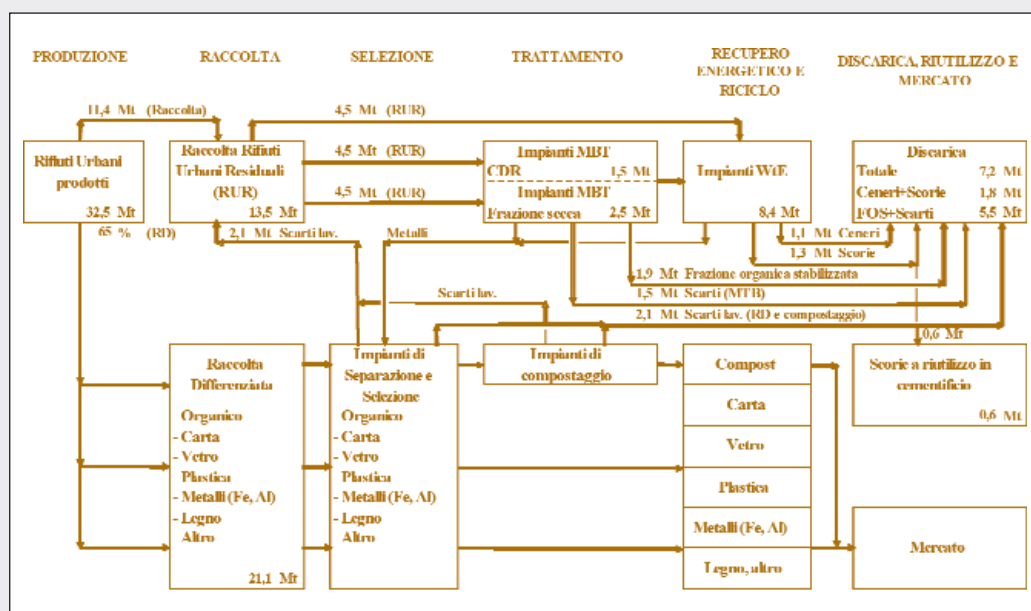 PRODUZIONE
RACCOLTA
SELEZIONE
TRATTAMENTO
RECUPERO
ENERGETICO E
RICICLO
DISCARICA, RIUTILIZZO E
MERCATO
11,4 Mt (Raccolta)
4,5 Mt (RUR)
Rifiuti Urbani
prodotti
32,5 Mt
Raccolta Rifiuti
Urbani Residuali
(RUR)
13,5 Mt
4,5 Mt (RUR)
4,5 Mt (RUR)
Impianti MBT
CDR 1,5 Mt
Impianti MBT
Frazione secca 2,5 Mt
Impianti WtE
8,4 Mt
Discarica
Totale 7,2 Mt
Ceneri+Scorie 1,8 Mt
FOS+Scarti 5,5 Mt
65 % (RD)
2,1 Mt Scarti lav.
Metalli
1,1 Mt Ceneri
1,3 Mt Scorie
1,9 Mt Frazione organica stabilizzata
1,5 Mt Scarti (MTB)
2,1 Mt Scarti lav. (RD e compostaggio)
Scarti lav.
0,6 Mt
Raccolta
Differenziata
Organico
- Carta
- Vetro
Plastica
- Metalli (Fe, Al)
- Legno
Altro
21,1 Mt
Impianti di
Separazione e
Selezione
Organico
- Carta
- Vetro
Plastica
- Metalli (Fe, Al)
- Legno
Altro
Impianti di
compostaggio
Compost
Carta
Vetro
Plastica
Metalli (Fe, Al)
Legno, altro
Scorie a riutilizzo in
cementificio
0,6 Mt
Mercato